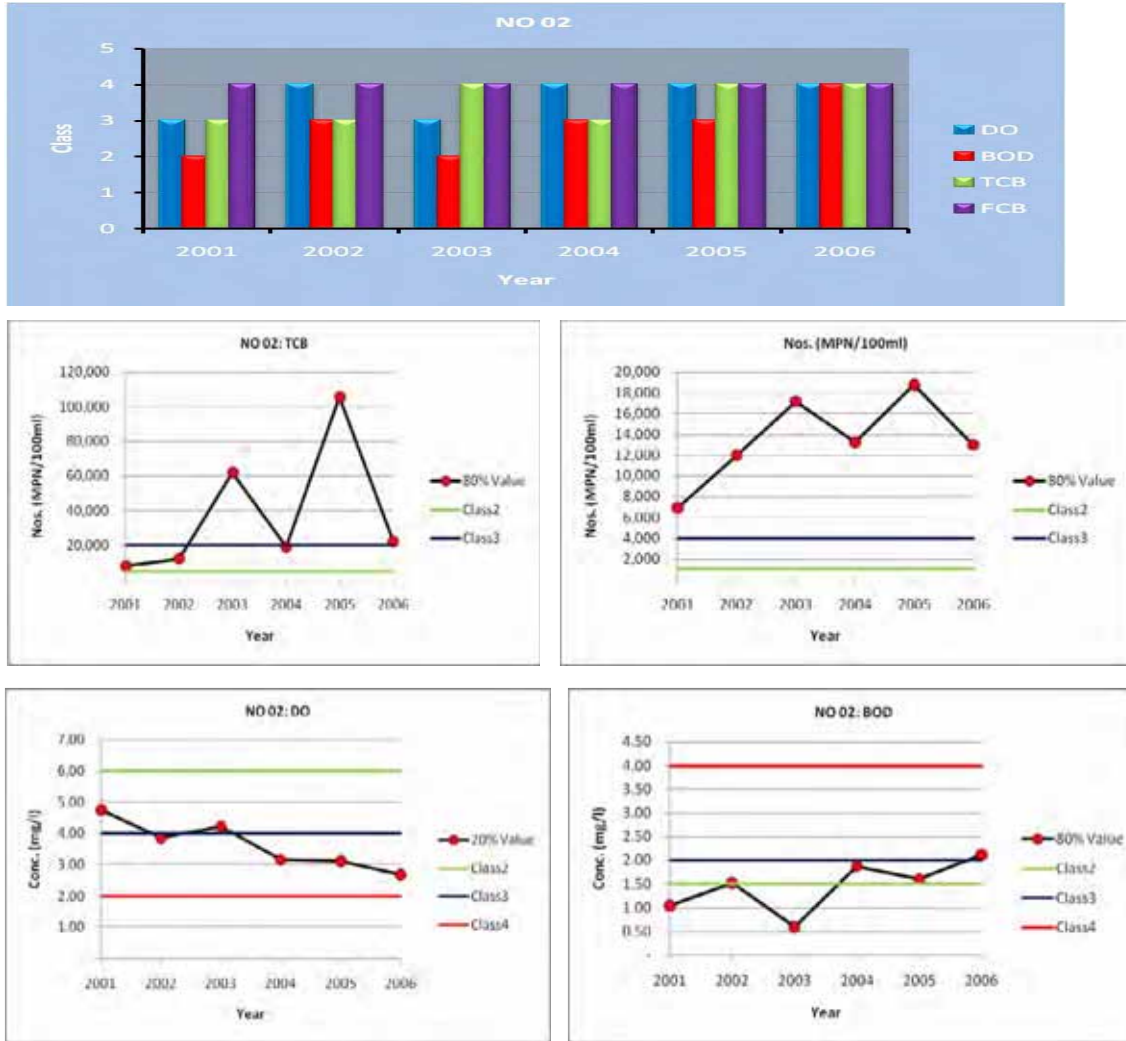 NO 02
5
4
3
2
1
0
Class
2001 2002 2003 2004 2005 2006
Year
DO
BOD
TCB
FCB
NO 02: TCB
120,000
100,000
80,000
60,000
40,000
20,000
Nos. (MPN/100ml)
2001 2002 2003 2004 2005 2006
Year
80% Value
Class2
Class3
Nos. (MPN/100ml)
20,000
18,000
16,000
14,000
12,000
10,000
8,000
6,000
4,000
2,000
Nos. (MPN/100ml)
2001 2002 2003 2004 2005 2006
Year
80% Value
Class2
Class3
NO 02: DO
7.00
6.00
5.00
4.00
3.00
2.00
1.00
Conc. (mg/l)
2001 2002 2003 2004 2005 2006
Year
20% Value
Class2
Class3
Class4
NO 02: BOD
4.50
4.00
3.50
3.00
2.50
2.00
1.50
1.00
0.50
-
Conc. (mg/l)
2001 2002 2003 2004 2005 2006
Year
80% Value
Class2
Class3
Class4